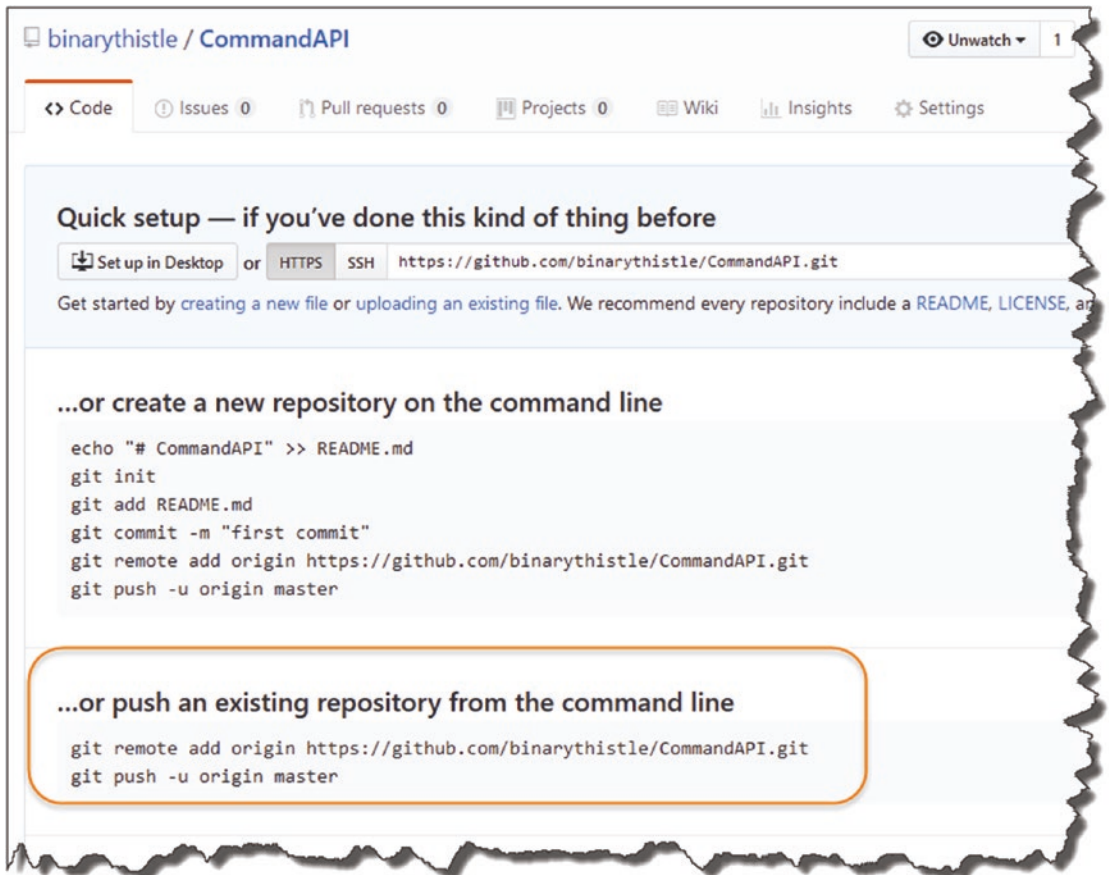 binarythistle / CommandAPI
Unwatch 1
<> Code Issues 0 Pull requests 0 Projects 0 Wiki Insights Settings
Quick setup — if you’ve done this kind of thing before
Set up in Desktop or HTTPS SSH https://github.com/binarythistle/CommandAPI.git
Get started by creating a new file or uploading an existing file. We recommend every repository include a README, LICENSE,
...or create a new repository on the command line
echo "# CommandAPI" >> README.md
git init
git add README.md
git commit -m "first commit"
git remote add origin https://github.com/binarythistle/CommandAPI.git
git push -u origin master
...or push an existing repository from the command line
git remote add origin https://github.com/binarythistle/CommandAPI.git
git push -u origin master